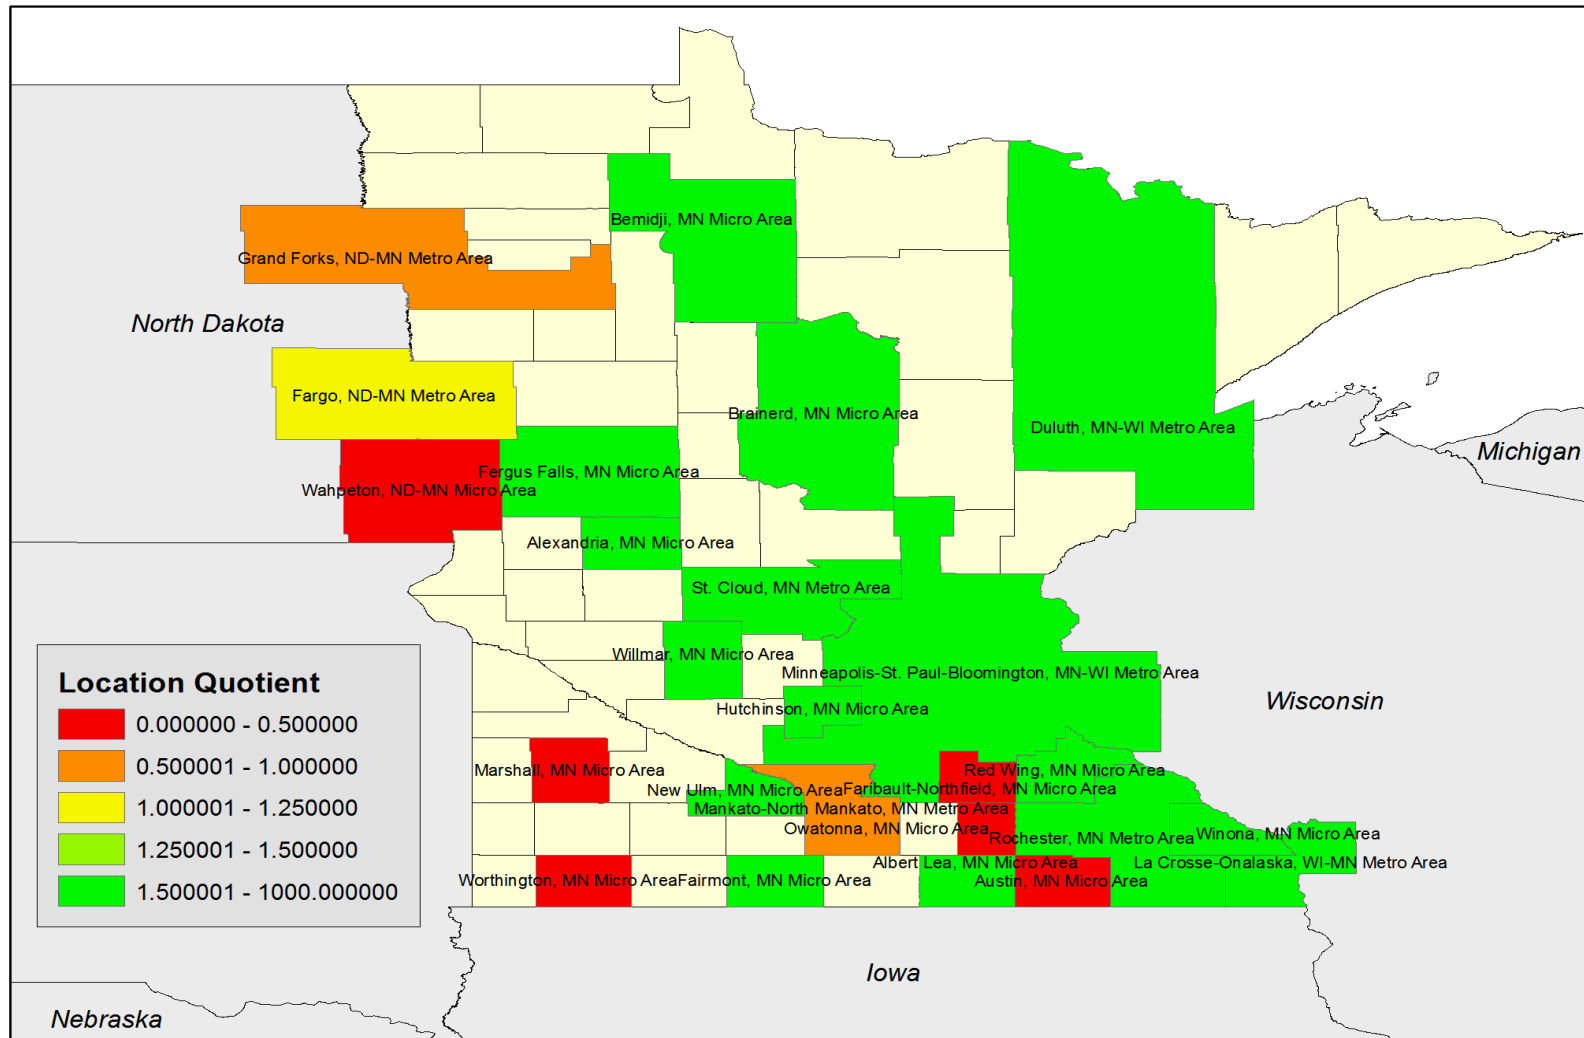 Bemidji, MN Micro Area
Grand Forks, ND-MN Metro Area
North Dakota
Fargo, ND-MN Metro Area
Brainerd, MN Micro Area
Duluth, MN-WI Metro Area
Michigan
Fergus Falls, MN Micro Area
Wahpeton, ND-MN Micro Area
Alexandria, MN Micro Area
St. Cloud, MN Metro Area
Willmar, MN Micro Area
Minneapolis-St. Paul-Bloomington, MN-WI Metro Area
Wisconsin
Hutchinson, MN Micro Area
Marshall, MN Micro Area
Red Wing, MN Micro Area
New Ulm, MN Micro Area
Faribault-Northfield, MN Micro Area
Mankato-North Mankato, MN Metro Area
Owatonna, MN Micro Area
Rochester, MN Metro Area
Winona, MN Micro Area
Albert Lea, MN Micro Area
La Crosse-Onalaska, WI-MN Metro Area
Worthington, MN Micro Area
Fairmont, MN Micro Area
Austin, MN Micro Area
Location Quotient
0.000000 - 0.500000
0.500001 - 1.000000
1.000001 - 1.250000
1.250001 - 1.500000
1.500001 - 1000.000000
Iowa
Nebraska